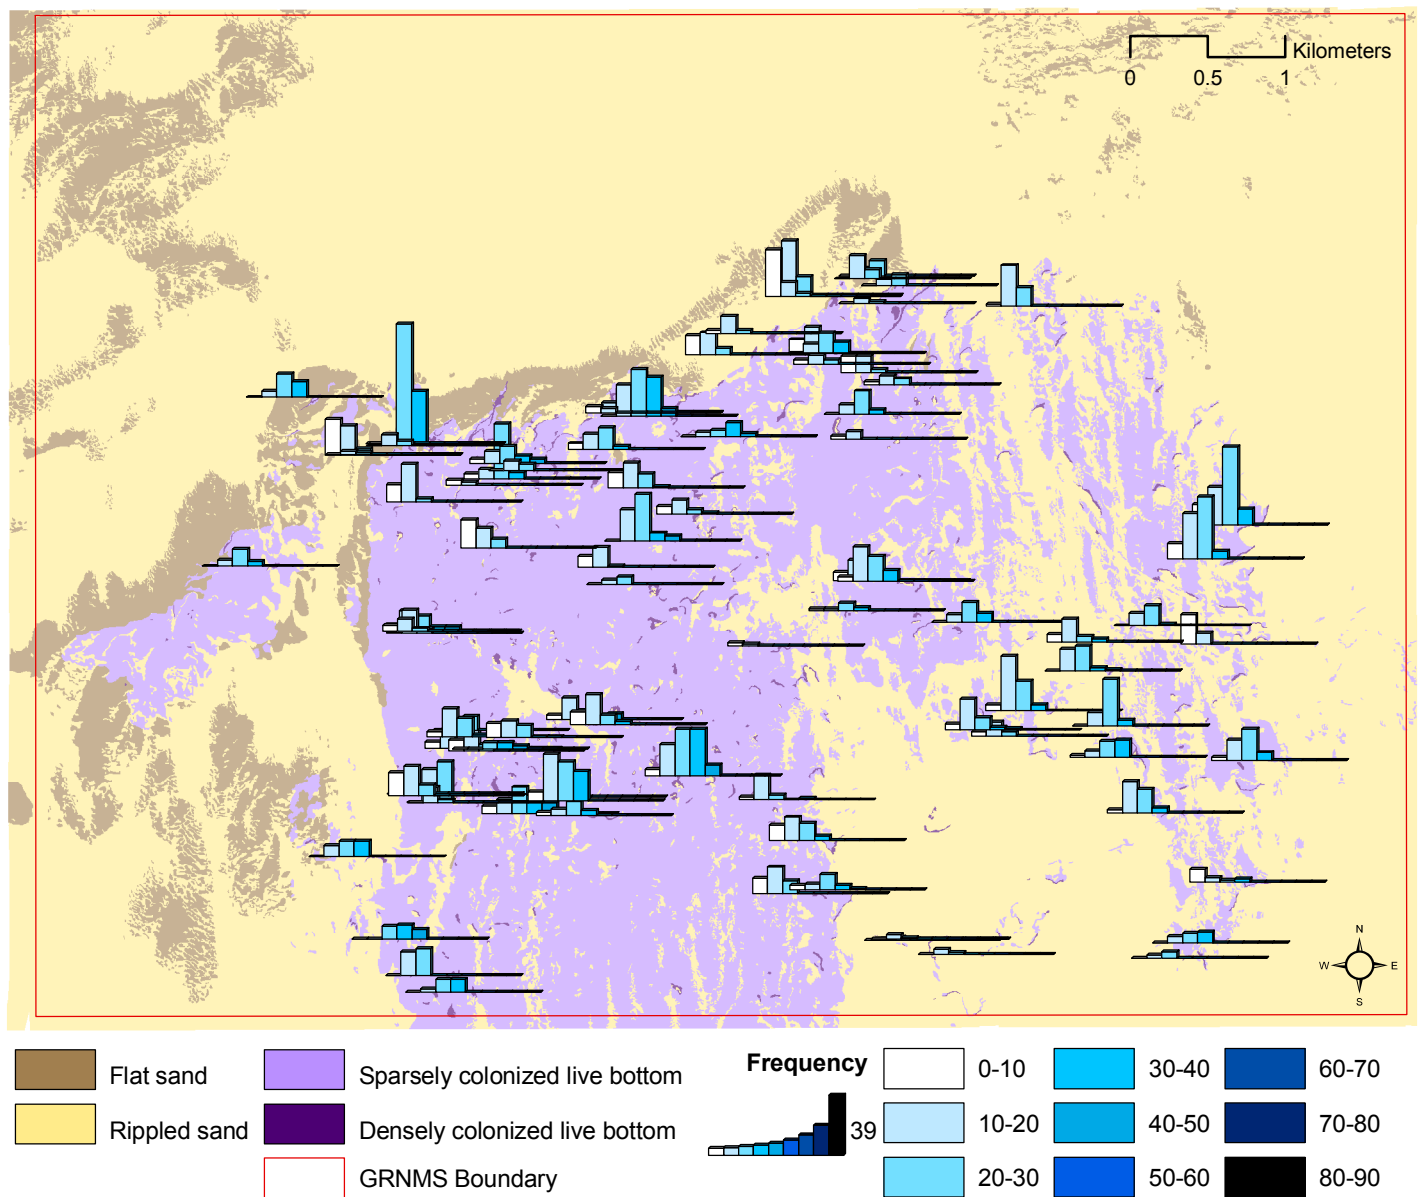 Kilometers
0 0.5 1
N
W E
S
Flat sand
Rippled sand
Sparsely colonized live bottom
Densely colonized live bottom
GRNMS Boundary
Frequency
39
0-10
10-20
20-30
30-40
40-50
50-60
60-70
70-80
80-90